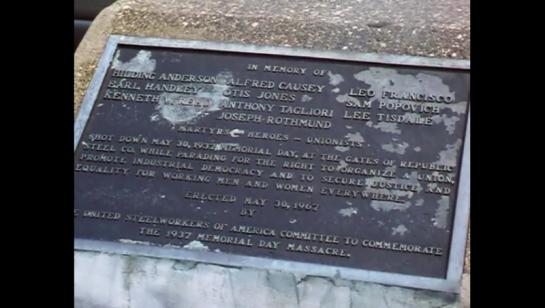 IN MEMORY OF
HILDING ANDERSON ALFRED CAUSEY LEO FRANCISCO
EARL HANDLEY OTIS JONES SAM POPOVICH
KENNETH REED ANTHONY TAGLIORI LEE TISDALE
JOSEPH ROTHMUND
MARTYRS – HEROES – UNIONISTS
SHOT DOWN MAY 30, 1937, MEMORIAL DAY, AT THE GATES OF REPUBLIC
STEEL CO. WHILE PARADING FOR THE RIGHT TO ORGANIZE A UNION,
PROMOTE INDUSTRIAL DEMOCRACY AND TO SECURE JUSTICE AND
EQUALITY FOR WORKING MEN AND WOMEN EVERYWHERE.
ERECTED MAY 30, 1967
BY
UNITED STEELWORKERS OF AMERICA COMMITTEE TO COMMEMORATE
THE 1937 MEMORIAL DAY MASSACRE.